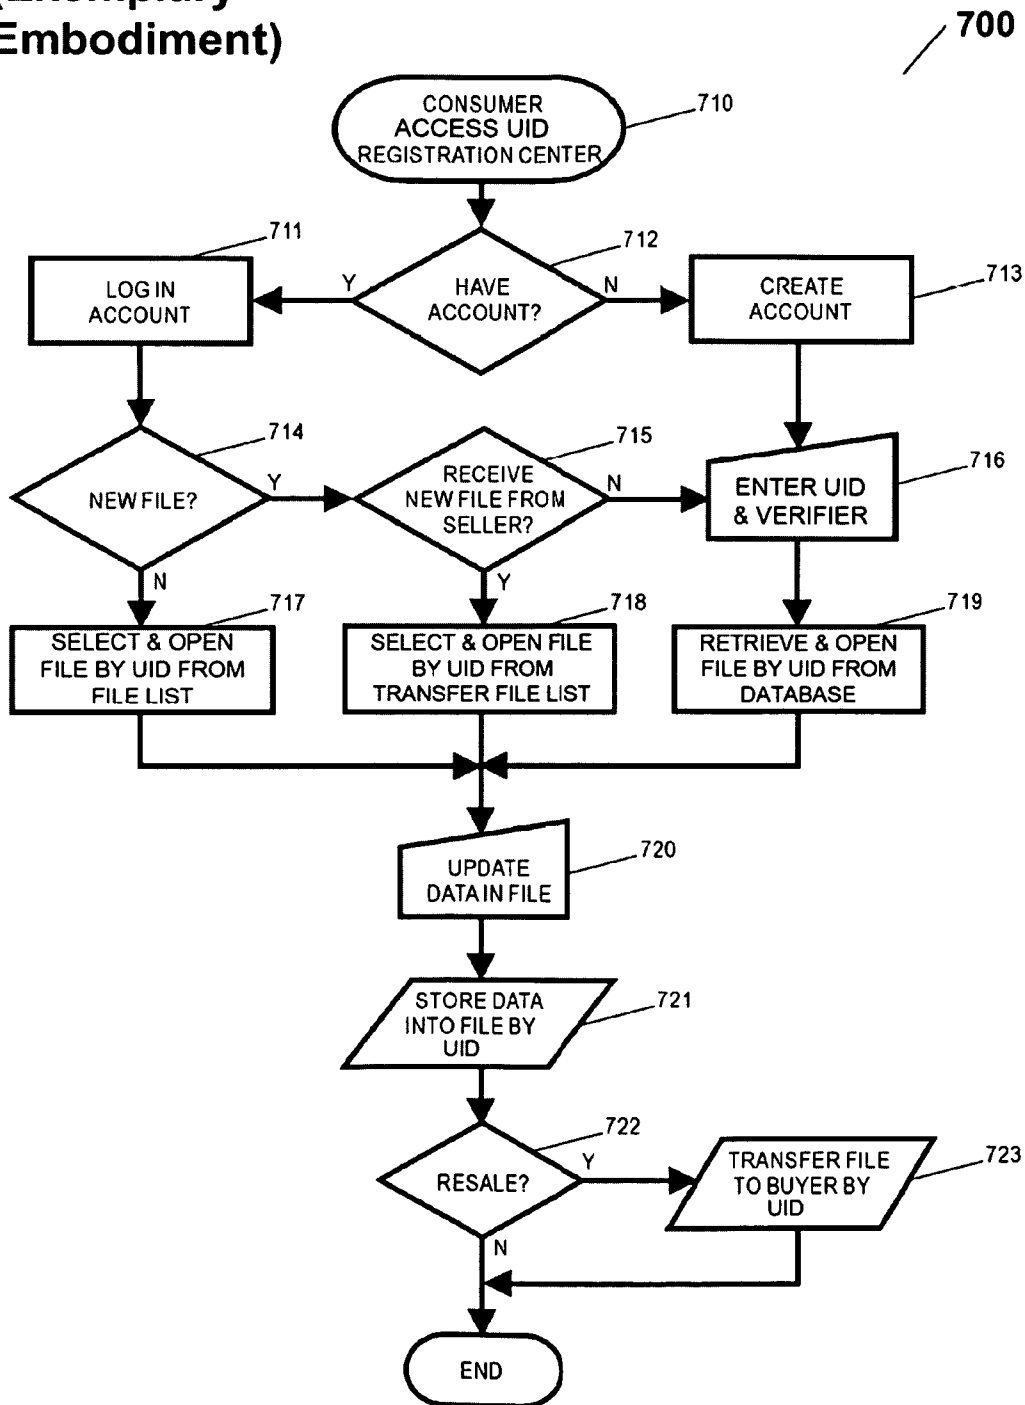 Embodiment)
700
CONSUMER
ACCESS UID
REGISTRATION CENTER
710
711
712
713
LOG IN
ACCOUNT
Y
HAVE
ACCOUNT?
N
CREATE
ACCOUNT
714
715
716
NEW FILE?
Y
RECEIVE
NEW FILE FROM
SELLER?
N
ENTER UID
& VERIFIER
N
Y
717
718
719
SELECT & OPEN
FILE BY UID FROM
FILE LIST
SELECT & OPEN FILE
BY UID FROM
TRANSFER FILE LIST
RETRIEVE & OPEN
FILE BY UID FROM
DATABASE
720
UPDATE
DATA IN FILE
721
STORE DATA
INTO FILE BY
UID
722
RESALE?
Y
723
TRANSFER FILE
TO BUYER BY
UID
N
END